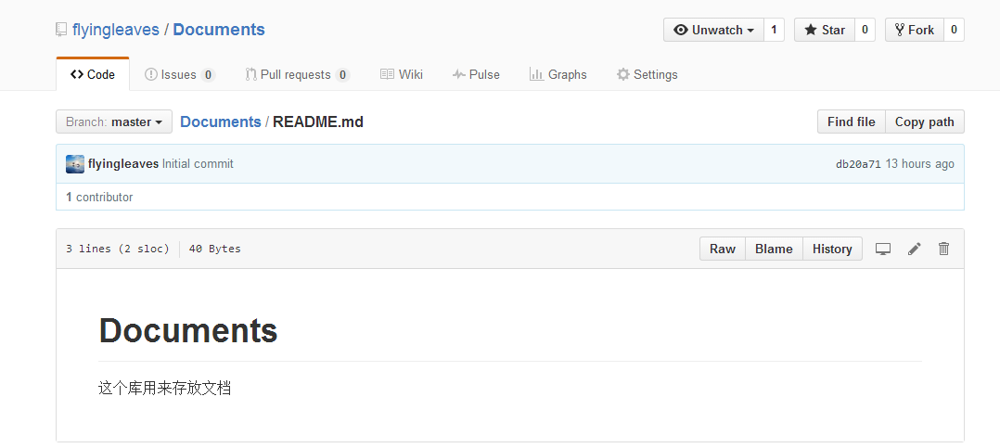 flyingleaves / Documents Unwatch 1 Star 0 Fork 0
Code Issues 0 Pull requests 0 Wiki Pulse Graphs Settings
Branch: master Documents / README.md Find file Copy path
flyingleaves Initial commit db20a71 13 hours ago
1 contributor
3 lines (2 sloc) 40 Bytes Raw Blame History
Documents
这个库用来存放文档